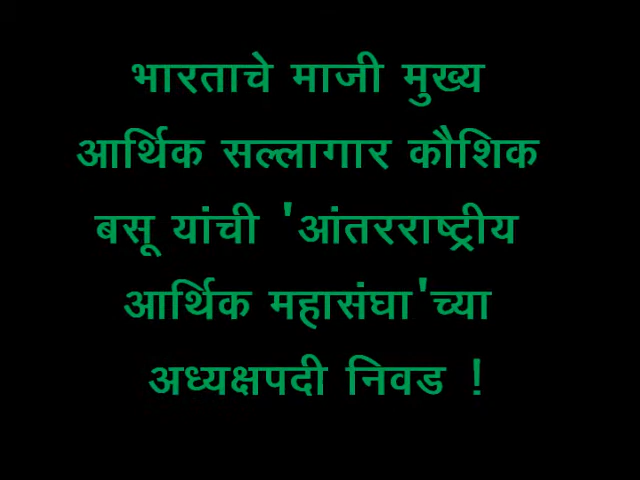 भारताचे माजी मुख्य
आर्थिक सल्लागार कौशिक
बसू यांची 'आंतरराष्ट्रीय
आर्थिक महासंघा'च्या
अध्यक्षपदी निवड !